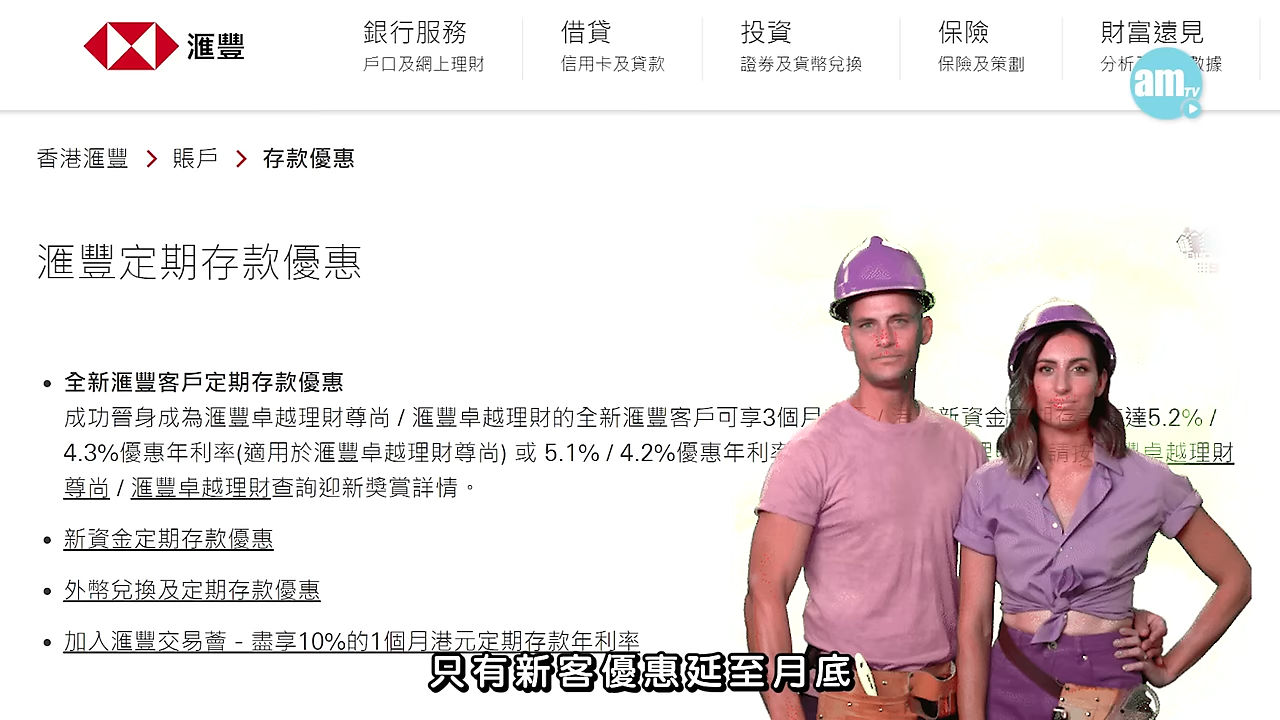 滙豐
銀行服務
戶口及網上理財
借貸
信用卡及貸款
投資
證券及貨幣兌換
保險
保險及策劃
財富遠見
分析
數據
amTV
香港滙豐 > 賬戶 > 存款優惠
滙豐定期存款優惠
• 全新滙豐客戶定期存款優惠
成功晉身成為滙豐卓越理財尊尚 / 滙豐卓越理財的全新滙豐客戶可享3個月 新資金 達5.2% /
4.3%優惠年利率(適用於滙豐卓越理財尊尚) 或 5.1% / 4.2%優惠年利 請按 豐卓越理財
尊尚 / 滙豐卓越理財查詢迎新獎賞詳情。
• 新資金定期存款優惠
• 外幣兌換及定期存款優惠
• 加入滙豐交易薈 - 盡享10%的1個月港元定期存款年利率
只有新客優惠延至月底